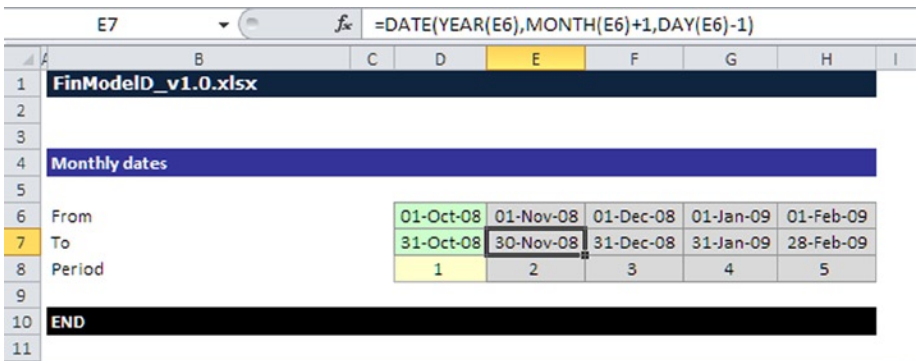 E7 fx =DATE(YEAR(E6),MONTH(E6)+1,DAY(E6)-1)
A B C D E F G H I
1 FinModelD_v1.0.xlsx
2
3
4 Monthly dates
5
6 From 01-Oct-08 01-Nov-08 01-Dec-08 01-Jan-09 01-Feb-09
7 To 31-Oct-08 30-Nov-08 31-Dec-08 31-Jan-09 28-Feb-09
8 Period 1 2 3 4 5
9
10 END
11